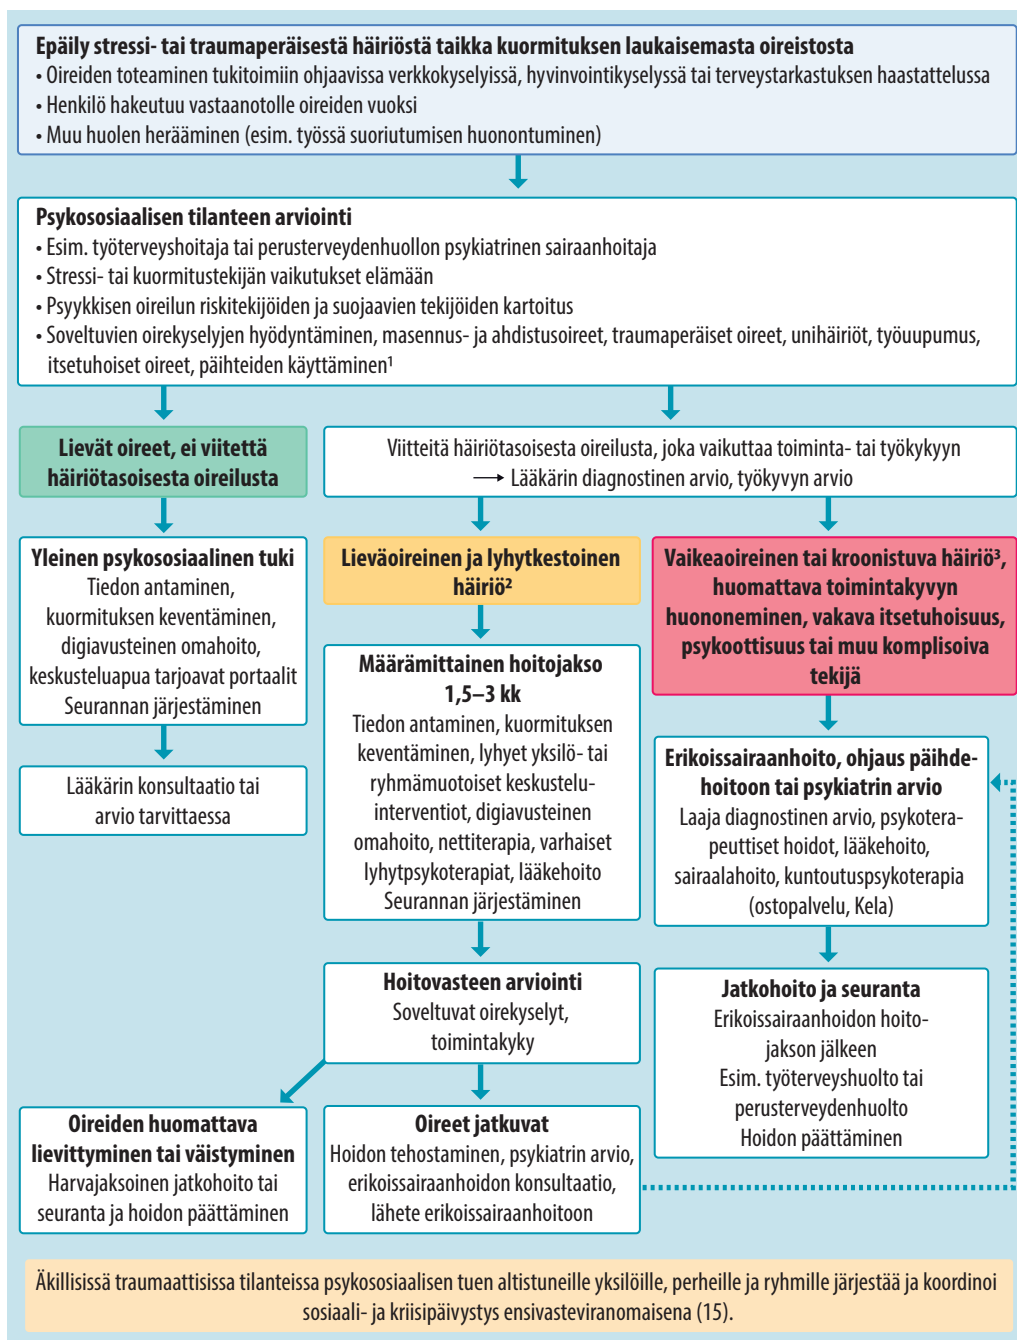 Epäily stressi- tai traumaperäisestä häiriöstä taikka kuormituksen laukaisemasta oireistosta
• Oireiden toteaminen tukitoimiin ohjaavissa verkkokyselyissä, hyvinvointikyselyssä tai terveystarkastuksen haastattelussa
• Henkilö hakeutuu vastaanotolle oireiden vuoksi
• Muu huolen herääminen (esim. työssä suoriutumisen huonontuminen)
Psykososiaalisen tilanteen arviointi
• Esim. työterveyshoitaja tai perusterveydenhuollon psykiatrinen sairaanhoitaja
• Stressi- tai kuormitustekijän vaikutukset elämään
• Psyykkisen oireilun riskitekijöiden ja suojaavien tekijöiden kartoitus
• Soveltuvien oirekyselyjen hyödyntäminen, masennus- ja ahdistusoireet, traumaperäiset oireet, unihäiriöt, työuupumus,
itsetuhoiset oireet, päihteiden käyttäminen¹
Lievät oireet, ei viitettä
häiriötasoisesta oireilusta
Viitteitä häiriötasoisesta oireilusta, joka vaikuttaa toiminta- tai työkykyyn
→ Lääkärin diagnostinen arvio, työkyvyn arvio
Yleinen psykososiaalinen tuki
Tiedon antaminen,
kuormituksen keventäminen,
digiavusteinen omahoito,
keskusteluapua tarjoavat portaalit
Seurannan järjestäminen
Lääkärin konsultaatio tai
arvio tarvittaessa
Lieväoireinen ja lyhytkestoinen
häiriö²
Määrämittainen hoitojakso
1,5–3 kk
Tiedon antaminen, kuormituksen
keventäminen, lyhyet yksilö- tai
ryhmämuotoiset keskustelu-
interventiot, digiavusteinen
omahoito, nettiterapia, varhaiset
lyhytpsykoterapiat, lääkehoito
Seurannan järjestäminen
Hoitovasteen arviointi
Soveltuvat oirekyselyt,
toimintakyky
Oireiden huomattava
lievittyminen tai väistyminen
Harvajaksoinen jatkohoito tai
seuranta ja hoidon päättäminen
Oireet jatkuvat
Hoidon tehostaminen, psykiatrin arvio,
erikoissairaanhoidon konsultaatio,
lähete erikoissairaanhoitoon
Vaikeaoireinen tai kroonistuva häiriö³,
huomattava toimintakyvyn
huononeminen, vakava itsetuhoisuus,
psykoottisuus tai muu komplisoiva
tekijä
Erikoissairaanhoito, ohjaus päihde-
hoitoon tai psykiatrin arvio
Laaja diagnostinen arvio, psykotera-
peuttiset hoidot, lääkehoito,
sairaalahoito, kuntoutuspsykoterapia
(ostopalvelu, Kela)
Jatkohoito ja seuranta
Erikoissairaanhoidon hoito-
jakson jälkeen
Esim. työterveyshuolto tai
perusterveydenhuolto
Hoidon päättäminen
Äkillisissä traumaattisissa tilanteissa psykososiaalisen tuen altistuneille yksilöille, perheille ja ryhmille järjestää ja koordinoi
sosiaali- ja kriisipäivystys ensivasteviranomaisena (15).